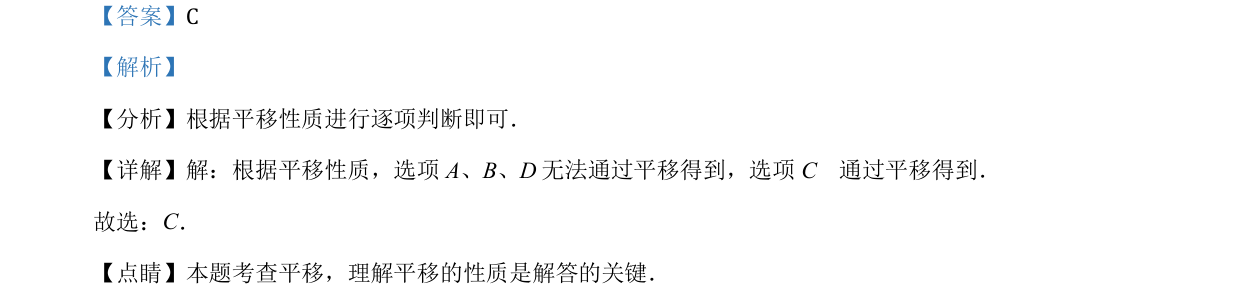 【答案】C
【解析】
【分析】根据平移性质进行逐项判断即可．
【详解】解：根据平移性质，选项 A、B、D 无法通过平移得到，选项 C 通过平移得到．
故选：C．
【点睛】本题考查平移，理解平移的性质是解答的关键．